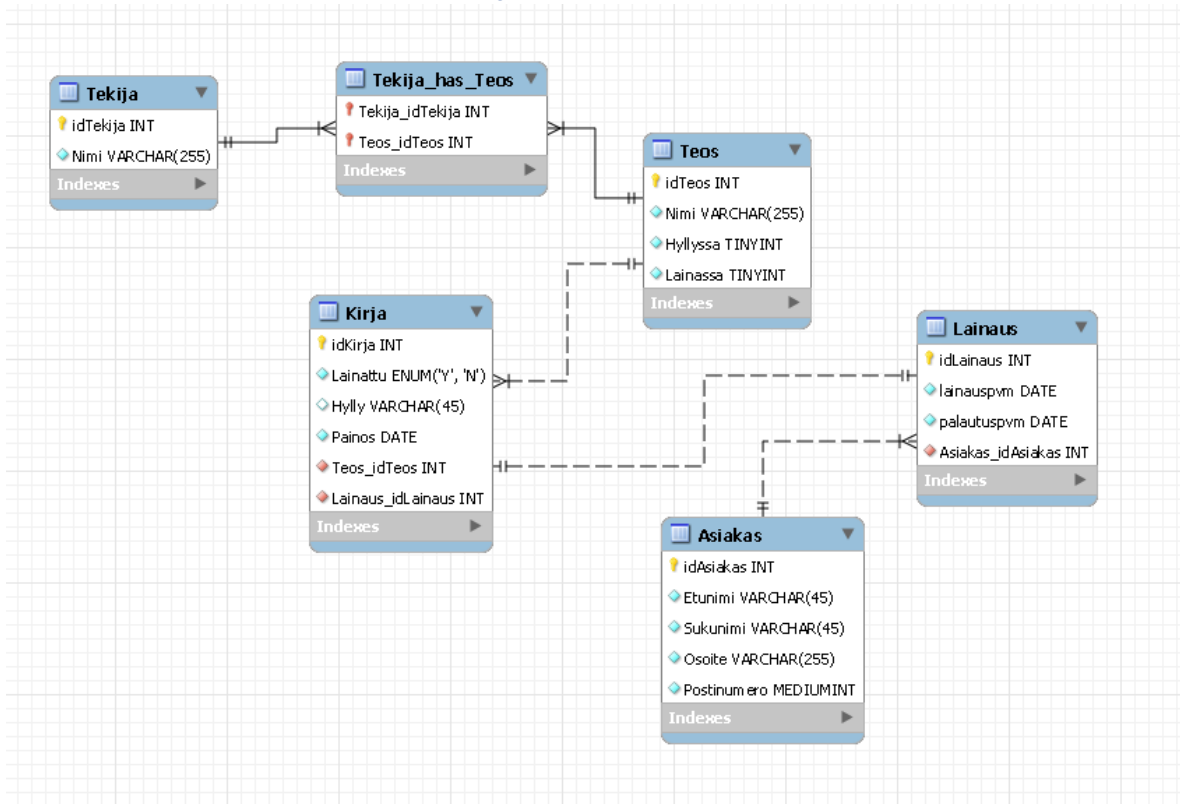 Tekija
idTekija INT
Nimi VARCHAR(255)
Indexes
Tekija_has_Teos
Tekija_idTekija INT
Teos_idTeos INT
Indexes
Teos
idTeos INT
Nimi VARCHAR(255)
Hyllyssa TINYINT
Lainassa TINYINT
Indexes
Kirja
idKirja INT
Lainattu ENUM('Y', 'N')
Hylly VARCHAR(45)
Painos DATE
Teos_idTeos INT
Lainaus_idLainaus INT
Indexes
Lainaus
idLainaus INT
lainauspvm DATE
palautuspvm DATE
Asiakas_idAsiakas INT
Indexes
Asiakas
idAsiakas INT
Etunimi VARCHAR(45)
Sukunimi VARCHAR(45)
Osoite VARCHAR(255)
Postinumero MEDIUMINT
Indexes